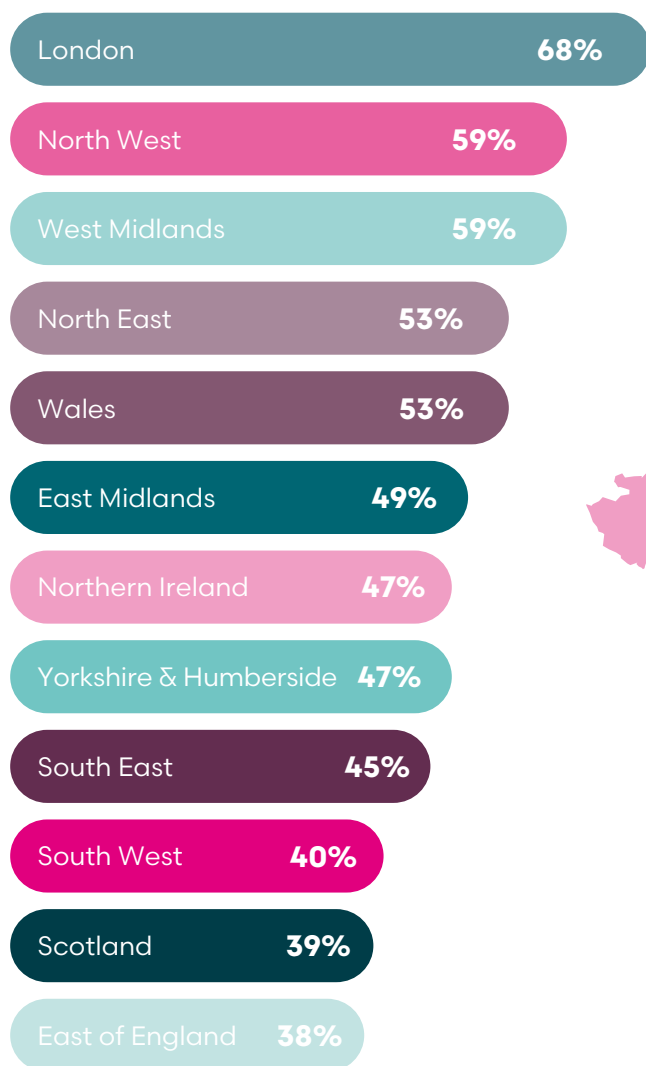 London 68%
North West 59%
West Midlands 59%
North East 53%
Wales 53%
East Midlands 49%
Northern Ireland 47%
Yorkshire & Humberside 47%
South East 45%
South West 40%
Scotland 39%
East of England 38%